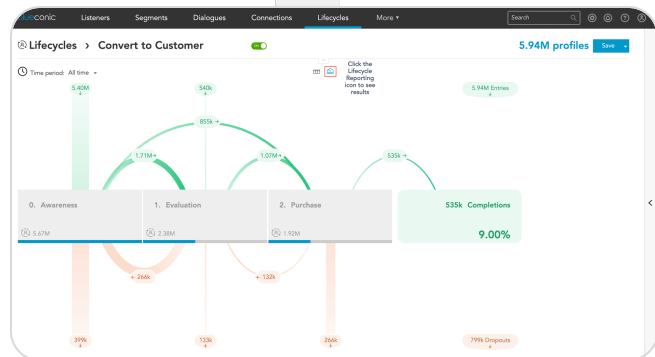 blueconic Listeners Segments Dialogues Connections Lifecycles More ▾ Search
Lifecycles > Convert to Customer ON 5.94M profiles Save
Time period: All time
Click the
Lifecycle
Reporting
icon to see
results
5.40M 540k 5.94M Entries
855k →
1.71M→ 1.07M→ 535k →
0. Awareness 1. Evaluation 2. Purchase 535k Completions
5.67M 2.38M 1.92M 9.00%
← 266k ← 132k
399k 133k 266k 799k Dropouts